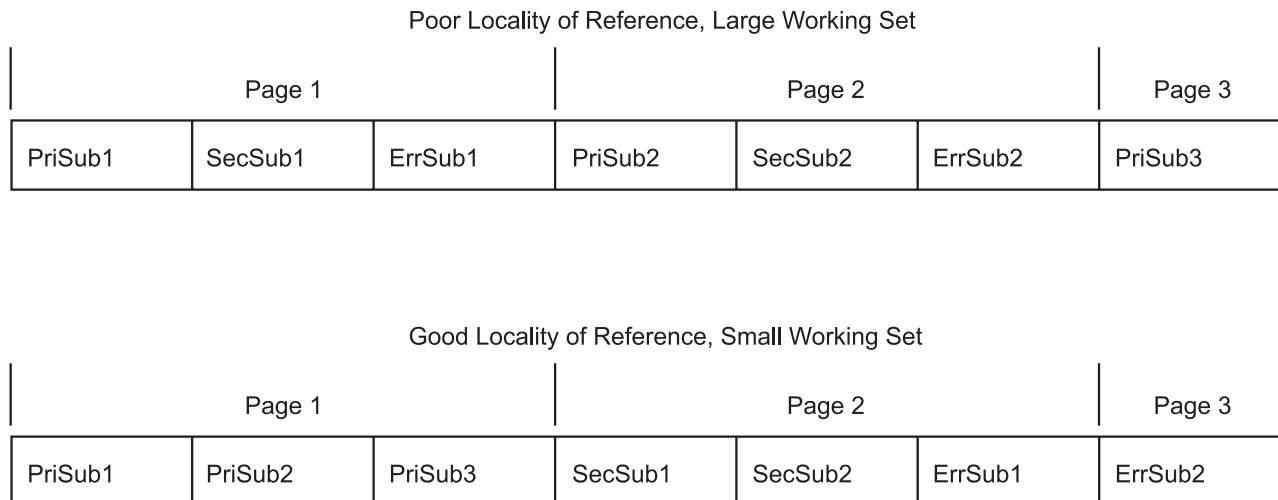 Poor Locality of Reference, Large Working Set
Page 1 Page 2 Page 3
PriSub1 SecSub1 ErrSub1 PriSub2 SecSub2 ErrSub2 PriSub3
Good Locality of Reference, Small Working Set
Page 1 Page 2 Page 3
PriSub1 PriSub2 PriSub3 SecSub1 SecSub2 ErrSub1 ErrSub2